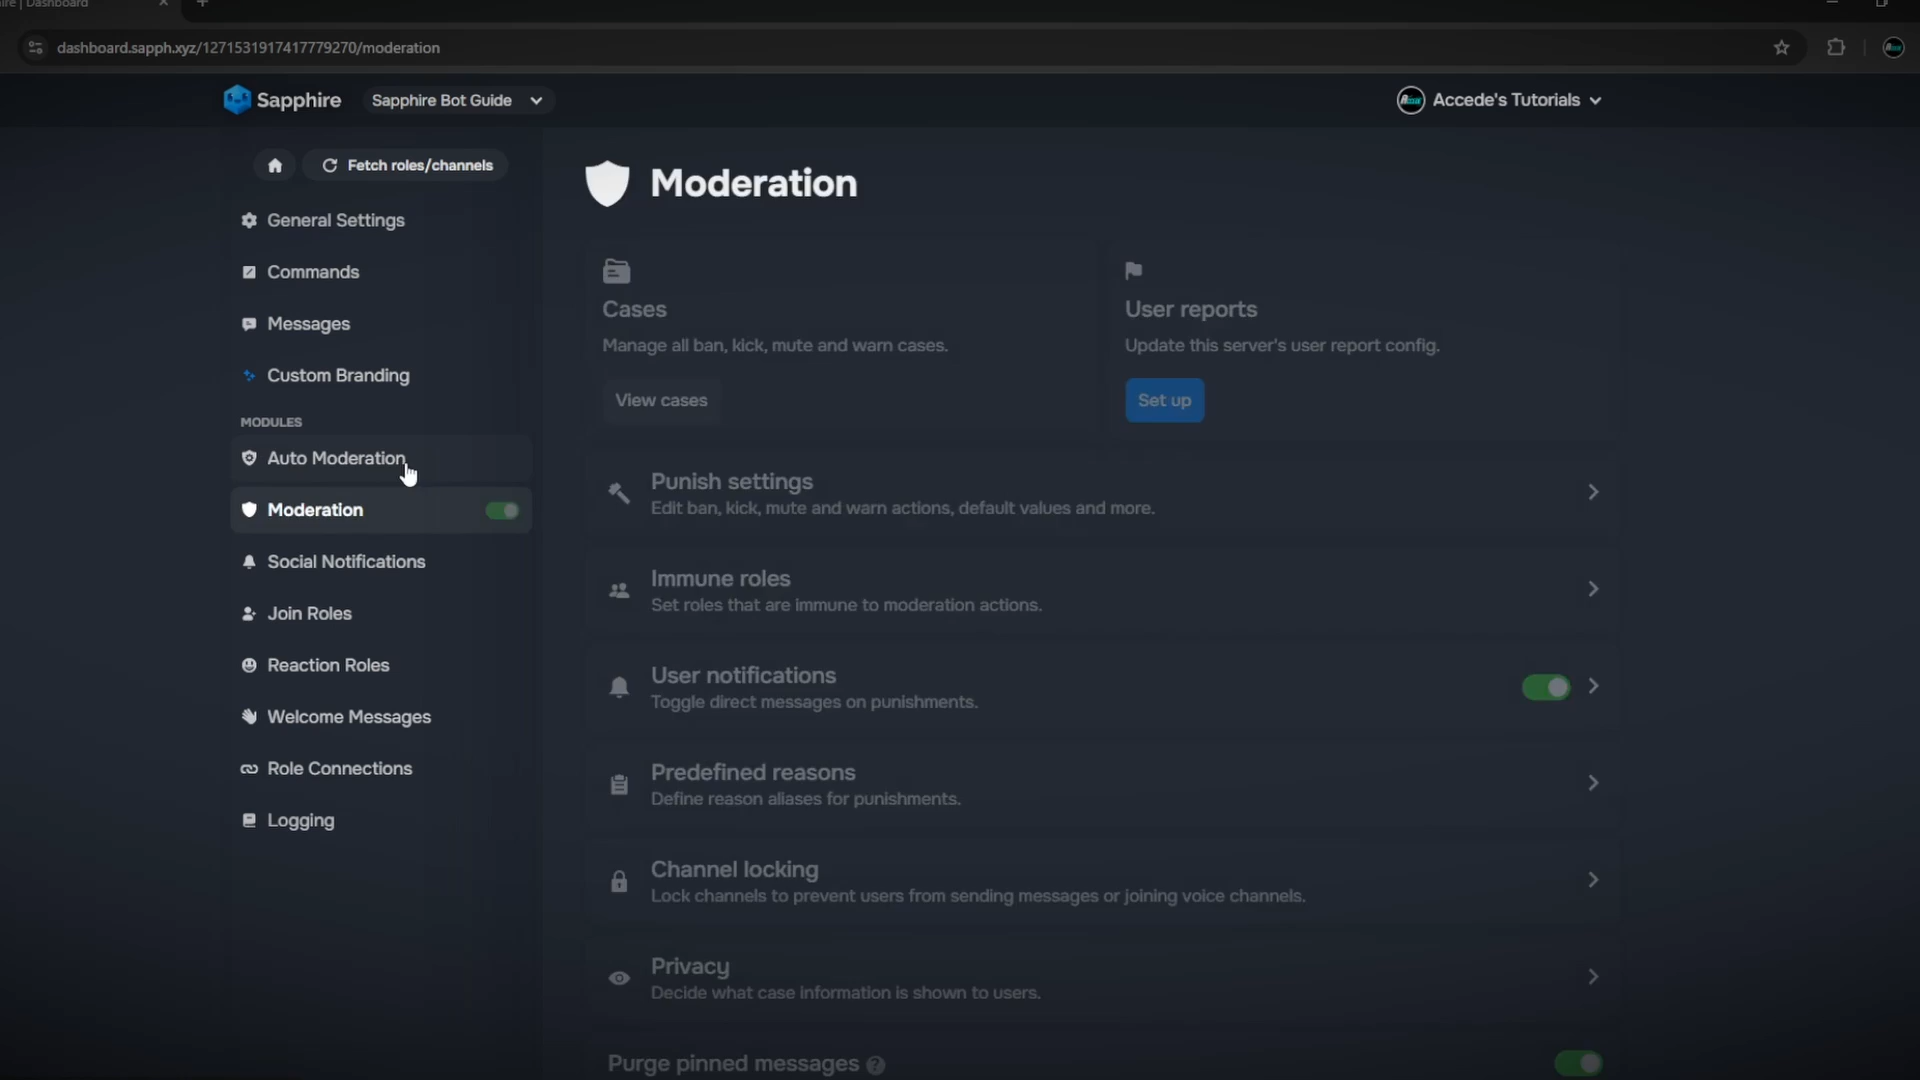 Dashboard
dashboard.sapph.xyz/1271531917417779270/moderation
Sapphire
Sapphire Bot Guide
Accede's Tutorials
Fetch roles/channels
General Settings
Commands
Messages
Custom Branding
MODULES
Auto Moderation
Moderation
Social Notifications
Join Roles
Reaction Roles
Welcome Messages
Role Connections
Logging
Moderation
Cases
Manage all ban, kick, mute and warn cases.
View cases
User reports
Update this server's user report config.
Set up
Punish settings
Edit ban, kick, mute and warn actions, default values and more.
Immune roles
Set roles that are immune to moderation actions.
User notifications
Toggle direct messages on punishments.
Predefined reasons
Define reason aliases for punishments.
Channel locking
Lock channels to prevent users from sending messages or joining voice channels.
Privacy
Decide what case information is shown to users.
Purge pinned messages